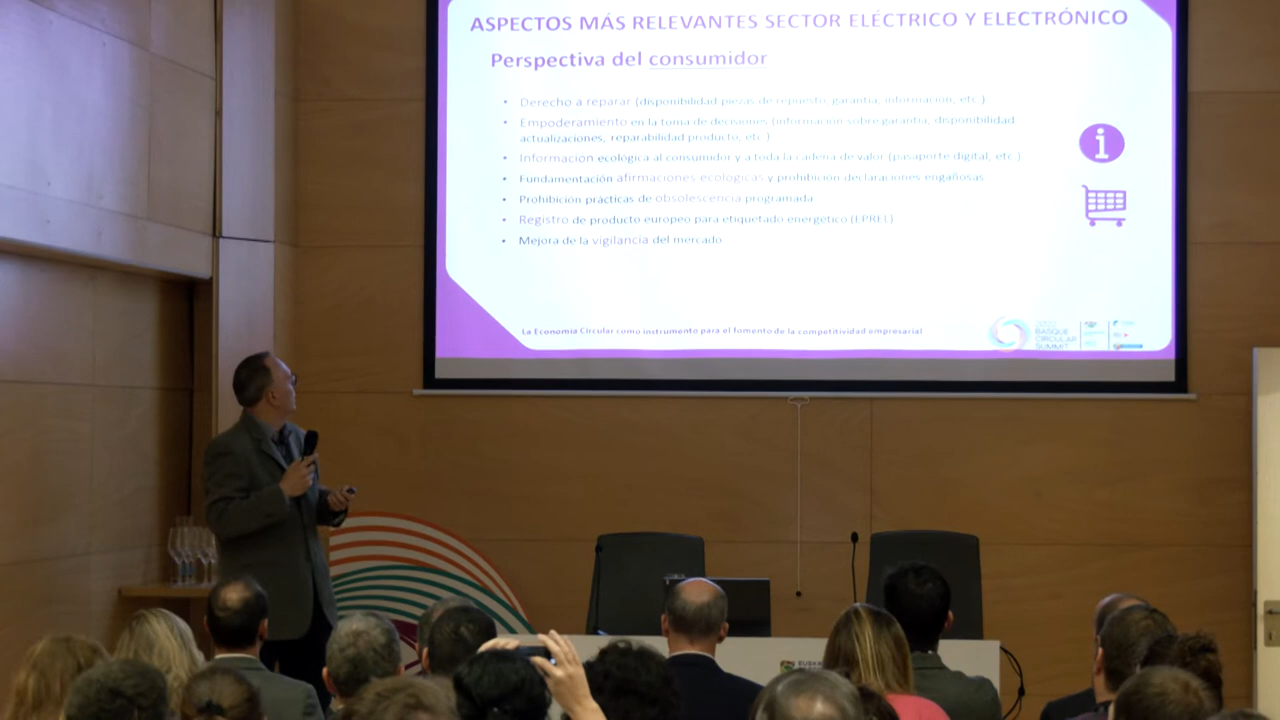 ASPECTOS MÁS RELEVANTES SECTOR ELÉCTRICO Y ELECTRÓNICO
Perspectiva del consumidor
• Derecho a reparar (disponibilidad piezas de repuesto, garantía, información, etc.)
• Empoderamiento en la toma de decisiones (información sobre garantía, disponibilidad
actualizaciones, reparabilidad producto, etc.)
• Información ecológica al consumidor y a toda la cadena de valor (pasaporte digital, etc.)
• Fundamentación afirmaciones ecológicas y prohibición declaraciones engañosas
• Prohibición prácticas de obsolescencia programada
• Registro de producto europeo para etiquetado energético (EPREL)
• Mejora de la vigilancia del mercado
La Economía Circular como instrumento para el fomento de la competitividad empresarial
BASQUE
CIRCULAR
SUMMIT